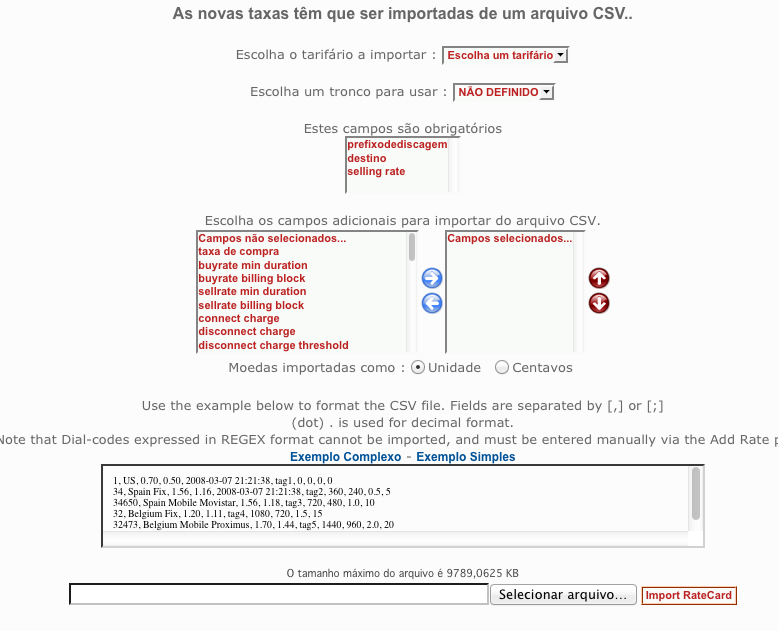 As novas taxas têm que ser importadas de um arquivo CSV..
Escolha o tarifário a importar : Escolha um tarifário
Escolha um tronco para usar : NÃO DEFINIDO
Estes campos são obrigatórios
prefixodediscagem
destino
selling rate
Escolha os campos adicionais para importar do arquivo CSV.
Campos não selecionados...
taxa de compra
buyrate min duration
buyrate billing block
sellrate min duration
sellrate billing block
connect charge
disconnect charge
disconnect charge threshold
Campos selecionados...
Moedas importadas como : Unidade Centavos
Use the example below to format the CSV file. Fields are separated by [,] or [;]
(dot) . is used for decimal format.
Note that Dial-codes expressed in REGEX format cannot be imported, and must be entered manually via the Add Rate p
Exemplo Complexo - Exemplo Simples
1, US, 0.70, 0.50, 2008-03-07 21:21:38, tag1, 0, 0, 0, 0
34, Spain Fix, 1.56, 1.16, 2008-03-07 21:21:38, tag2, 360, 240, 0.5, 5
34650, Spain Mobile Movistar, 1.56, 1.18, tag3, 720, 480, 1.0, 10
32, Belgium Fix, 1.20, 1.11, tag4, 1080, 720, 1.5, 15
32473, Belgium Mobile Proximus, 1.70, 1.44, tag5, 1440, 960, 2.0, 20
O tamanho máximo do arquivo é 9789,0625 KB
Selecionar arquivo... Import RateCard